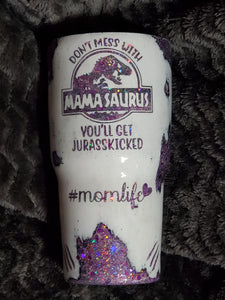 DON'T MESS WITH
MAMASAURUS
YOU'LL GET
JURASSKICKED
#momlife